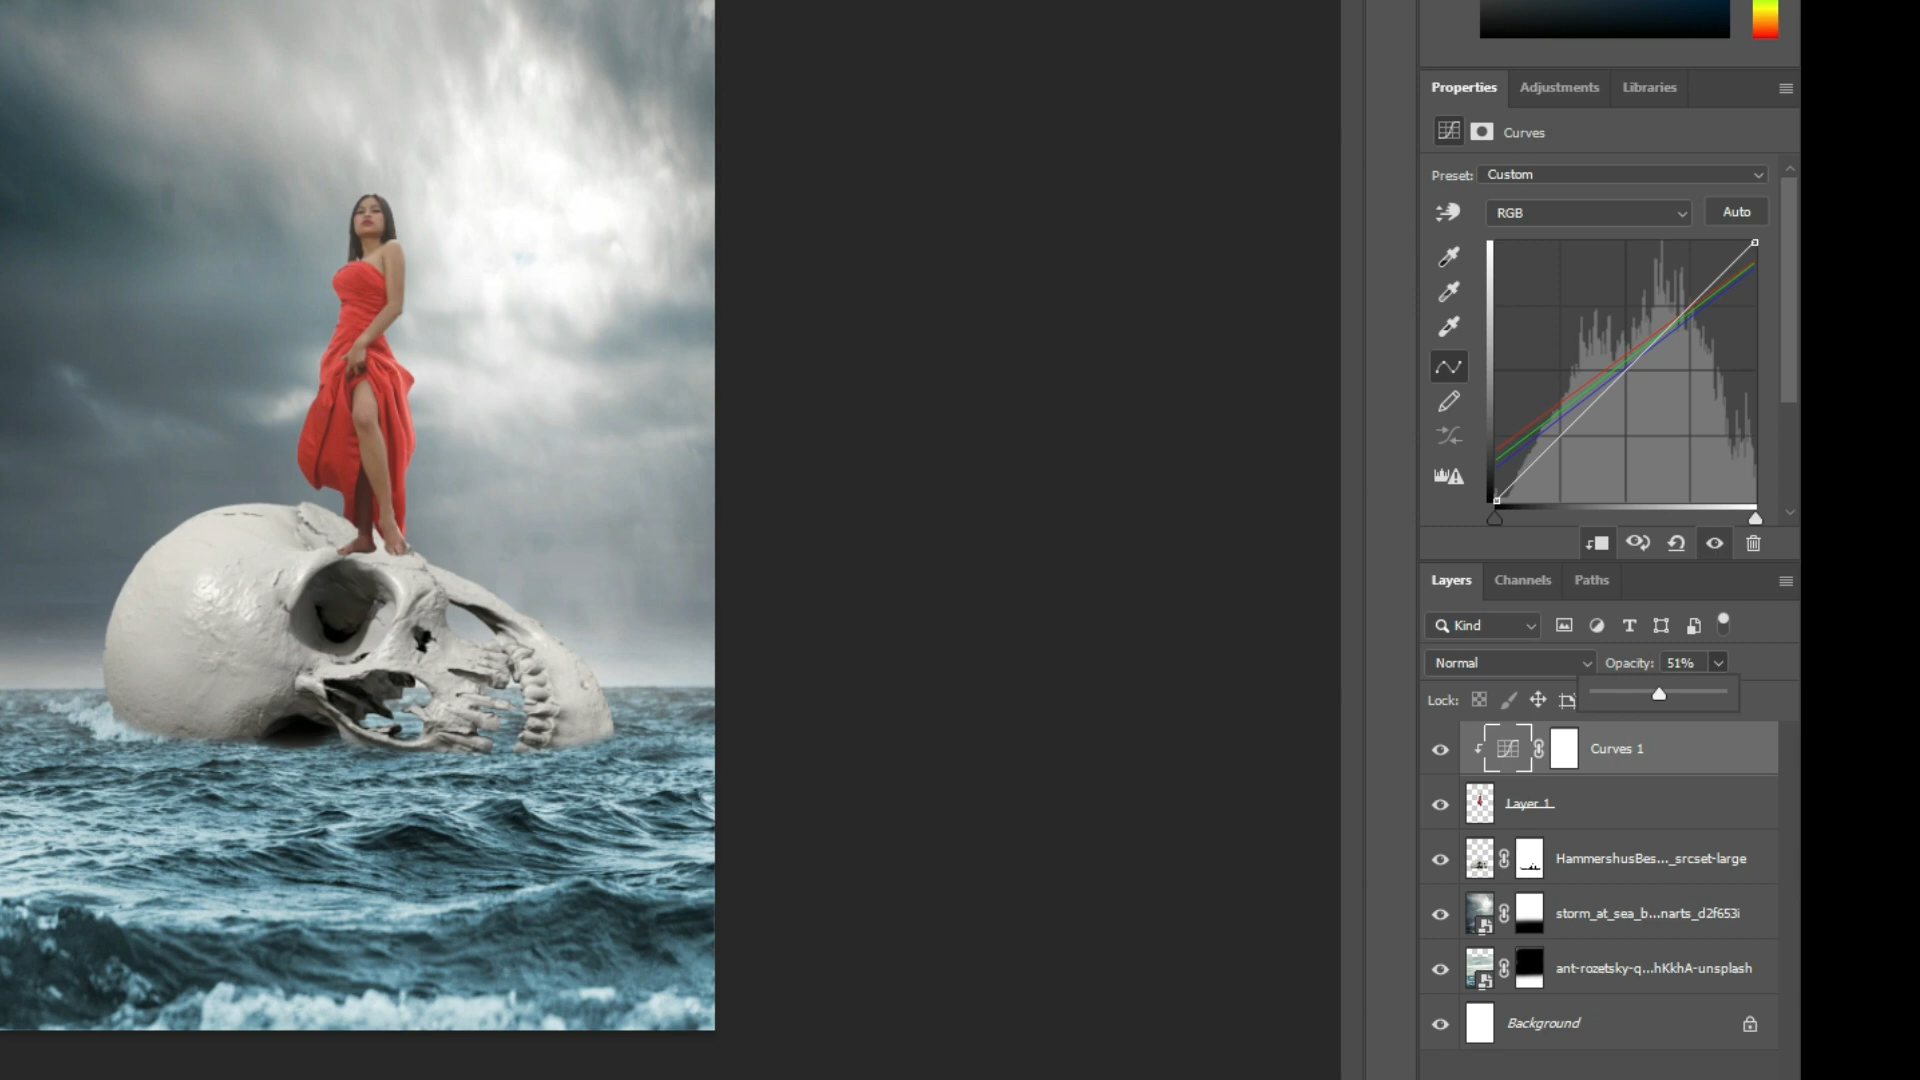 Properties
Adjustments
Libraries
Curves
Preset:
Custom
RGB
Auto
Layers
Channels
Paths
Kind
Normal
Opacity:
51%
Lock:
Curves 1
Layer 1
HammershusBes..._srcset-large
storm_at_sea_b...narts_d2f653i
ant-rozetsky-q...hKkhA-unsplash
Background